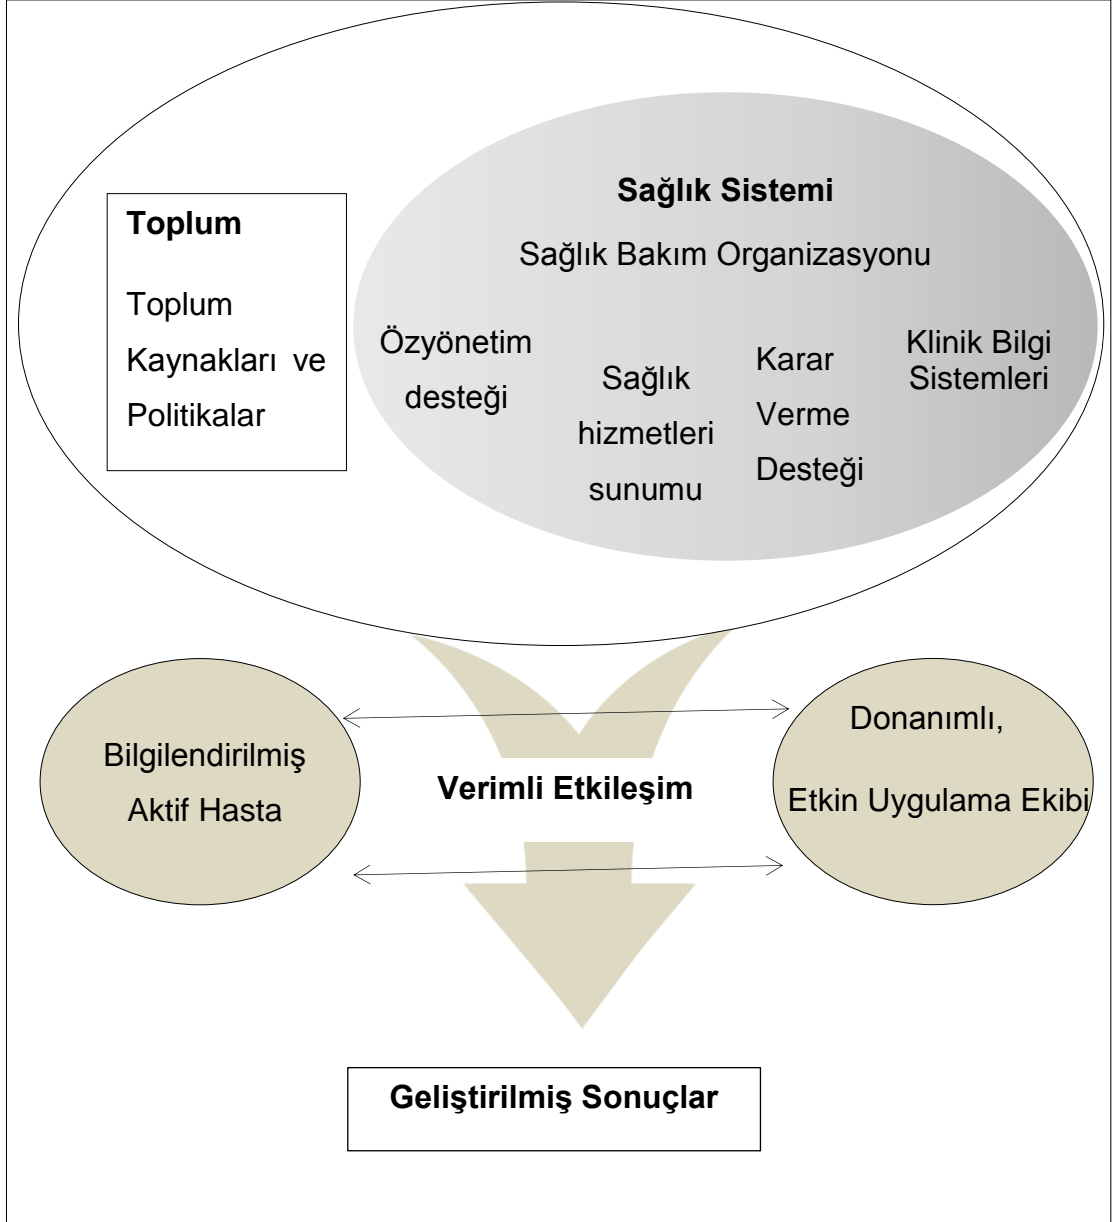 Sağlık Sistemi
Sağlık Bakım Organizasyonu
Toplum
Toplum
Kaynakları ve
Politikalar
Özyönetim
desteği
Sağlık
hizmetleri
sunumu
Karar
Verme
Desteği
Klinik Bilgi
Sistemleri
Bilgilendirilmiş
Aktif Hasta
Verimli Etkileşim
Donanımlı,
Etkin Uygulama Ekibi
Geliştirilmiş Sonuçlar